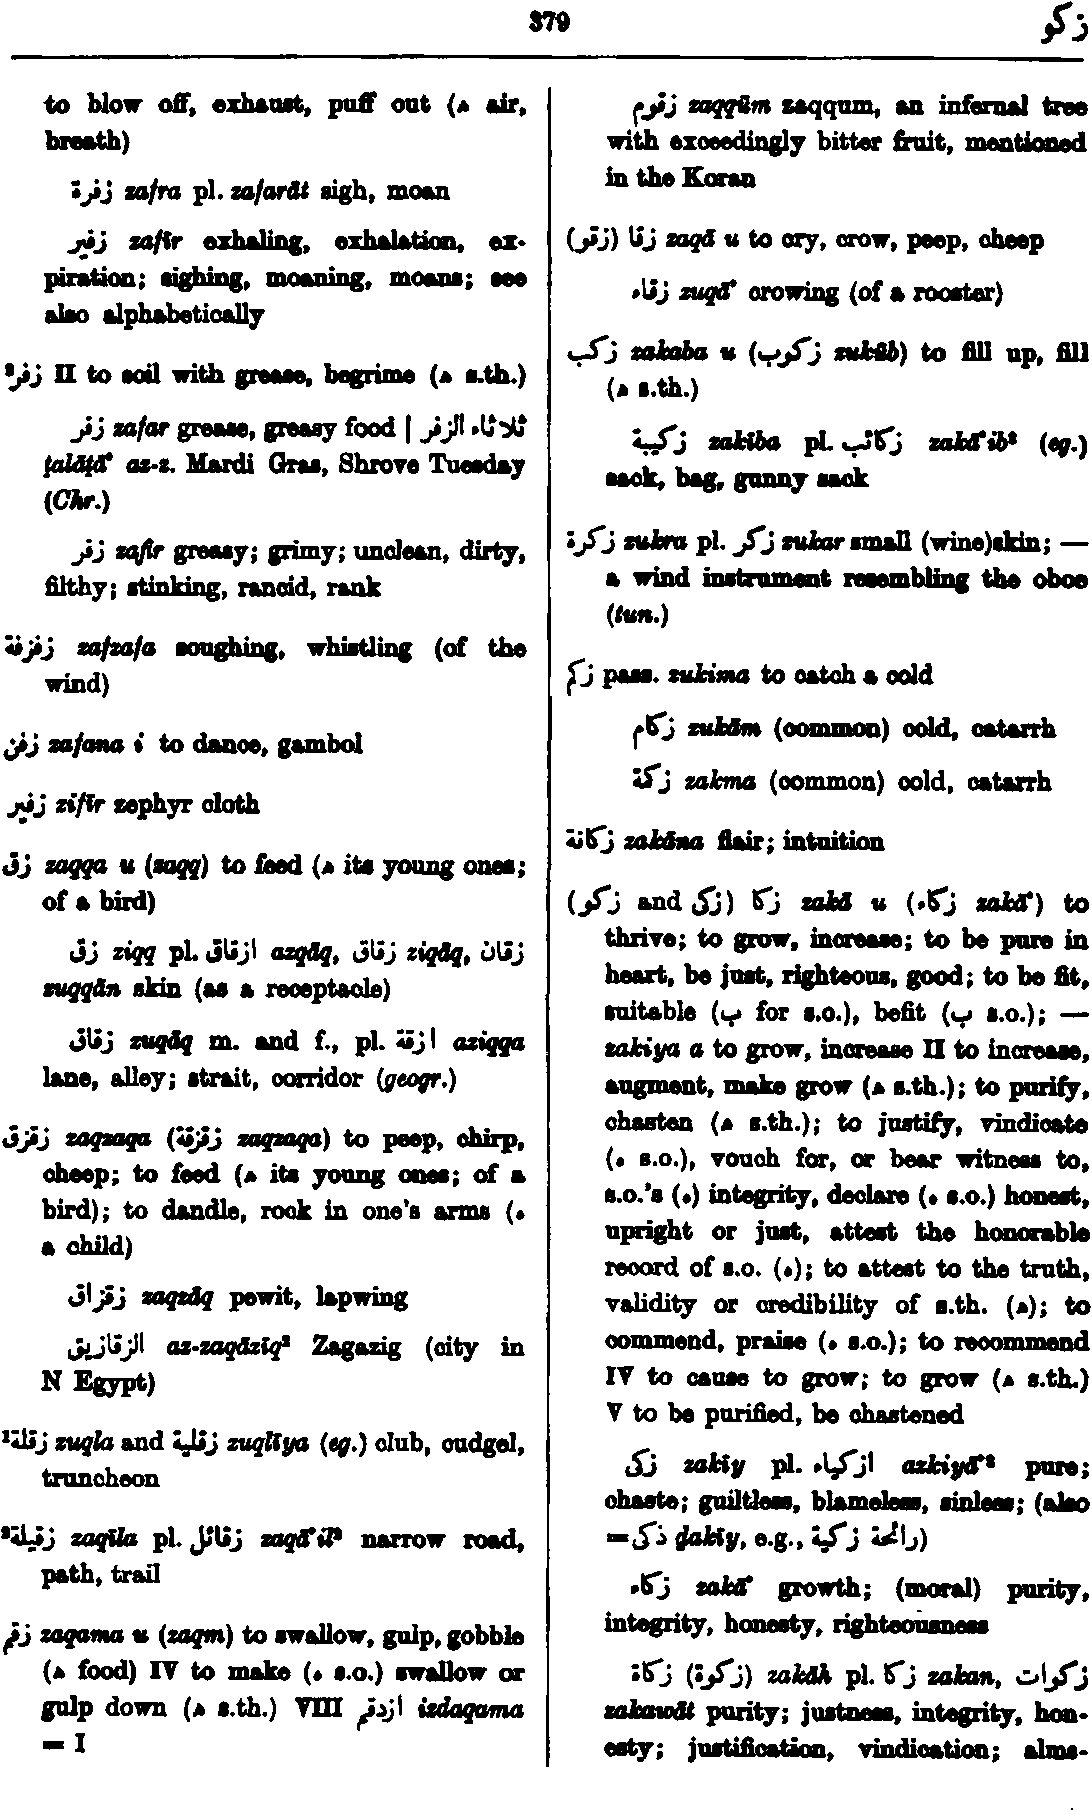 379
زكو
to blow off, exhaust, puff out (ه air,
breath)
زفرة zafra pl. zafarāt sigh, moan
زفير zafīr exhaling, exhalation, ex-
piration; sighing, moaning, moans; see
also alphabetically
زفر² II to soil with grease, begrime (ه s.th.)
زفر zafar grease, greasy food | ثلاثاء الزفر
ṯalāṯāʾ az-z. Mardi Gras, Shrove Tuesday
(Chr.)
زفر zafir greasy; grimy; unclean, dirty,
filthy; stinking, rancid, rank
زفزفة zafzafa soughing, whistling (of the
wind)
زفن zafana i to dance, gambol
زفير zifīr zephyr cloth
زق zaqqa u (zaqq) to feed (ه its young ones;
of a bird)
زق ziqq pl. ازقاق azqāq, زقاق ziqāq, زقان
zuqqān skin (as a receptacle)
زقاق zuqāq m. and f., pl. ازقة aziqqa
lane, alley; strait, corridor (geogr.)
زقزق zaqzaqa (زقزقة zaqzaqa) to peep, chirp,
cheep; to feed (ه its young ones; of a
bird); to dandle, rock in one's arms (ه
a child)
زقزاق zaqzāq pewit, lapwing
الزقازيق az-zaqāzīq² Zagazig (city in
N Egypt)
زقلة¹ zuqla and زقلية zuqlīya (eg.) club, cudgel,
truncheon
زقيلة² zaqīla pl. زقائل zaqāʾil² narrow road,
path, trail
زقم zaqama u (zaqm) to swallow, gulp, gobble
(ه food) IV to make (ه s.o.) swallow or
gulp down (ه s.th.) VIII ازدقم izdaqama
= I
زقوم zaqqūm zaqqum, an infernal tree
with exceedingly bitter fruit, mentioned
in the Koran
(زقو) زقا zaqā u to cry, crow, peep, cheep
زقاء zuqāʾ crowing (of a rooster)
زكب zakaba u (زكوب zukūb) to fill up, fill
(ه s.th.)
زكيبة zakība pl. زكائب zakāʾib² (eg.)
sack, bag, gunny sack
زكرة zukra pl. زكر zukar small (wine)skin; —
a wind instrument resembling the oboe
(tun.)
زكم pass. zukima to catch a cold
زكام zukām (common) cold, catarrh
زكة zakma (common) cold, catarrh
زكانة zakāna flair; intuition
(زكو and زكى) زكا zakā u (زكاء zakāʾ) to
thrive; to grow, increase; to be pure in
heart, be just, righteous, good; to be fit,
suitable (ب for s.o.), befit (ب s.o.); —
zakiya a to grow, increase II to increase,
augment, make grow (ه s.th.); to purify,
chasten (ه s.th.); to justify, vindicate
(ه s.o.), vouch for, or bear witness to,
s.o.'s (ه) integrity, declare (ه s.o.) honest,
upright or just, attest the honorable
record of s.o. (ه); to attest to the truth,
validity or credibility of s.th. (ه); to
commend, praise (ه s.o.); to recommend
IV to cause to grow; to grow (ه s.th.)
V to be purified, be chastened
زكى zakīy pl. ازكياء azkiyāʾ² pure;
chaste; guiltless, blameless, sinless; (also
= ذكى ḏakīy, e.g., رائحة زكية)
زكاء zakāʾ growth; (moral) purity,
integrity, honesty, righteousness
زكاة (زكوة) zakāh pl. زكا zakan, زكوات
zakawāt purity; justness, integrity, hon-
esty; justification, vindication; alms-